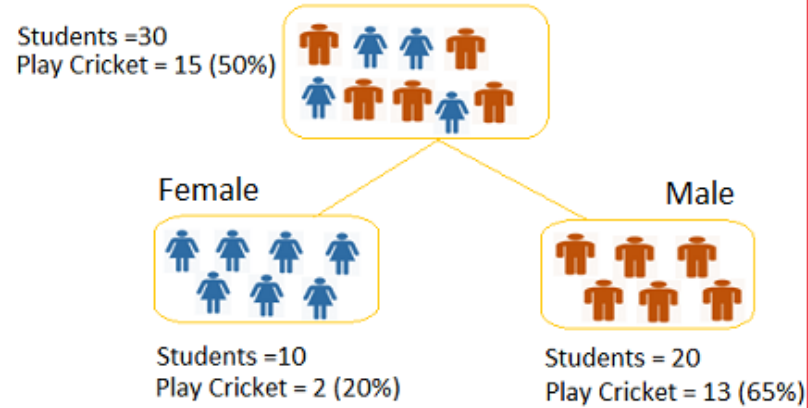 Students =30
Play Cricket = 15 (50%)
Female
Male
Students =10
Play Cricket = 2 (20%)
Students = 20
Play Cricket = 13 (65%)